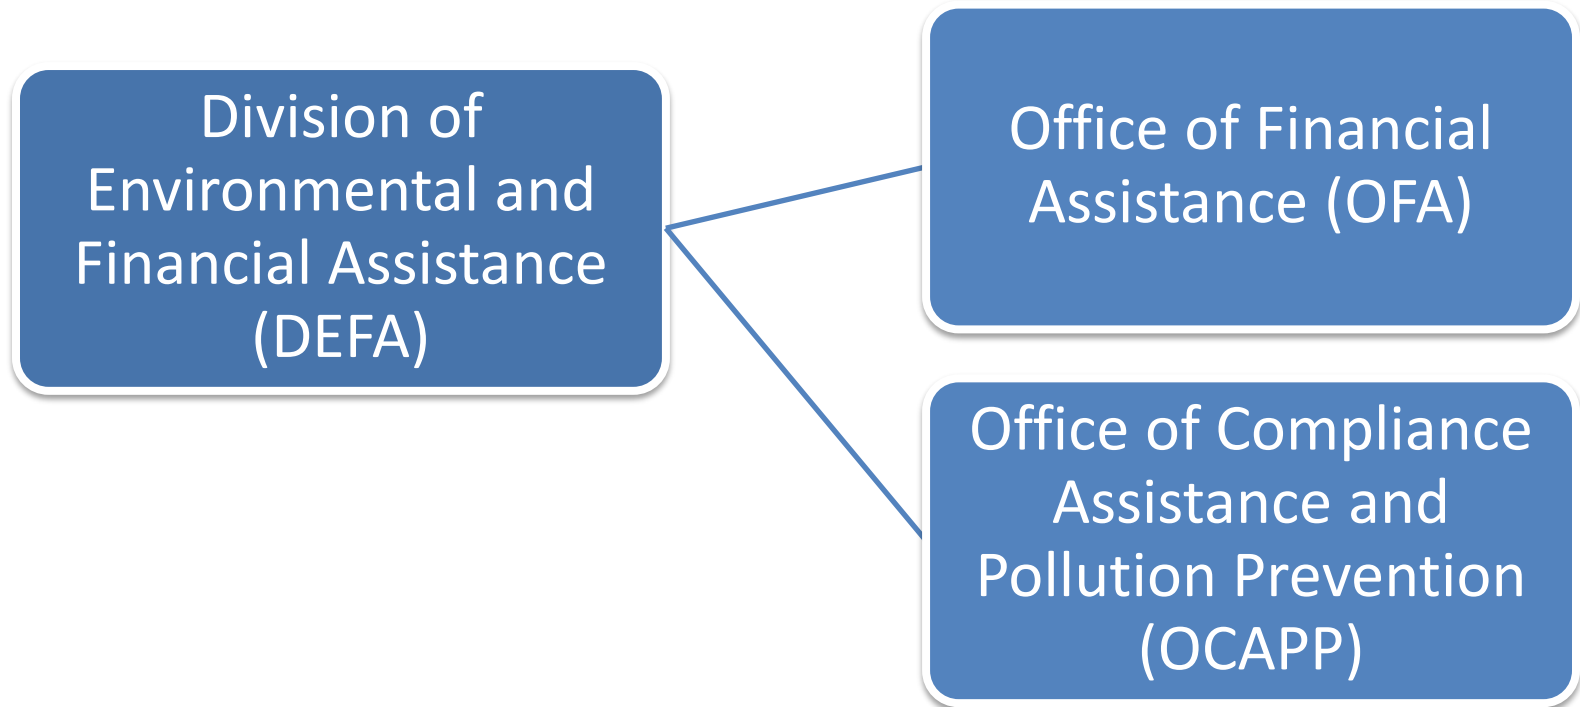 Division of
Environmental and
Financial Assistance
(DEFA)
Office of Financial
Assistance (OFA)
Office of Compliance
Assistance and
Pollution Prevention
(OCAPP)